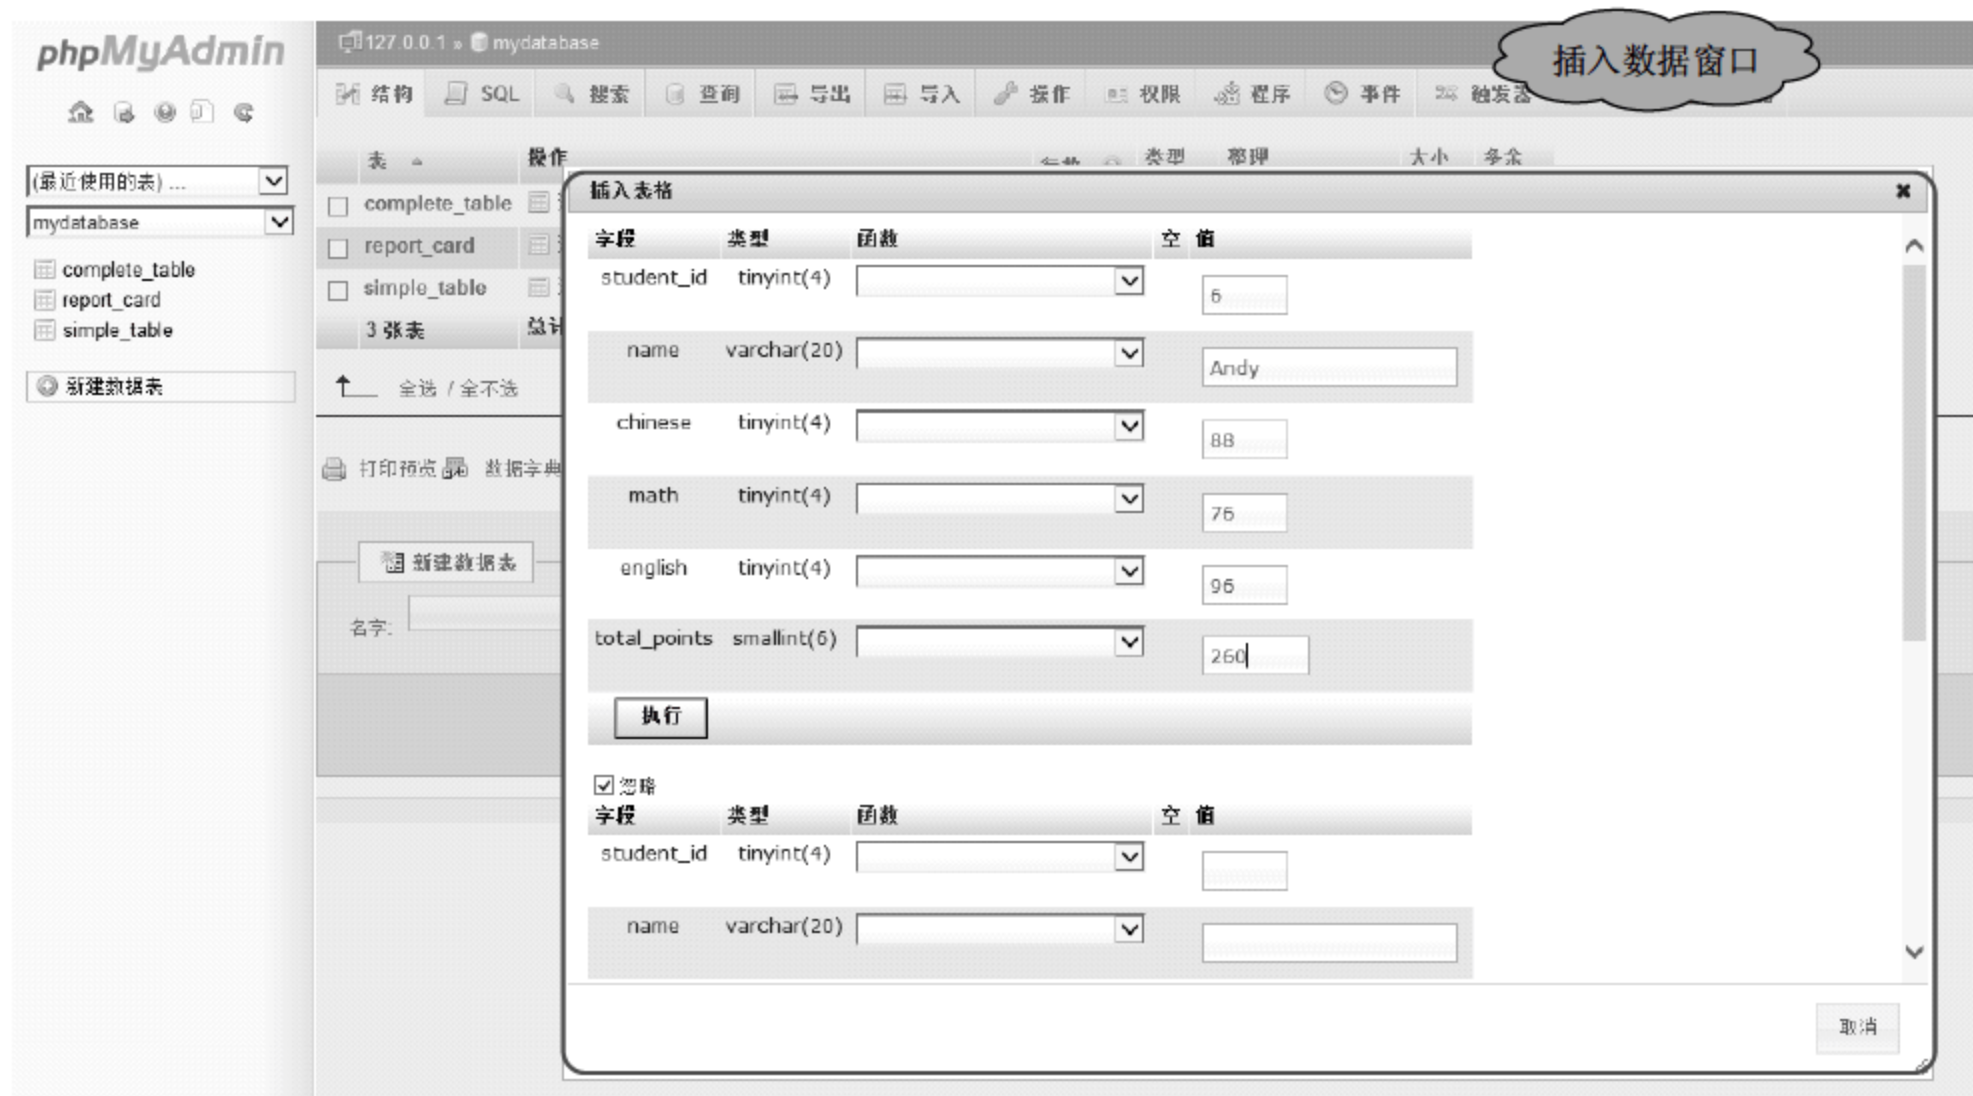 phpMyAdmin
127.0.0.1 » mydatabase
插入数据窗口
结构 SQL 搜索 查询 导出 导入 操作 权限 程序 事件 触发器
(最近使用的表) ...
mydatabase
complete_table
report_card
simple_table
新建数据表
表 操作 类型 整理 大小 多余
complete_table
report_card
simple_table
3 张表 总计
全选 / 全不选
打印预览 数据字典
新建数据表
名字:
插入表格
字段 类型 函数 空 值
student_id tinyint(4) 6
name varchar(20) Andy
chinese tinyint(4) 88
math tinyint(4) 76
english tinyint(4) 96
total_points smallint(6) 260
执行
忽略
字段 类型 函数 空 值
student_id tinyint(4)
name varchar(20)
取消